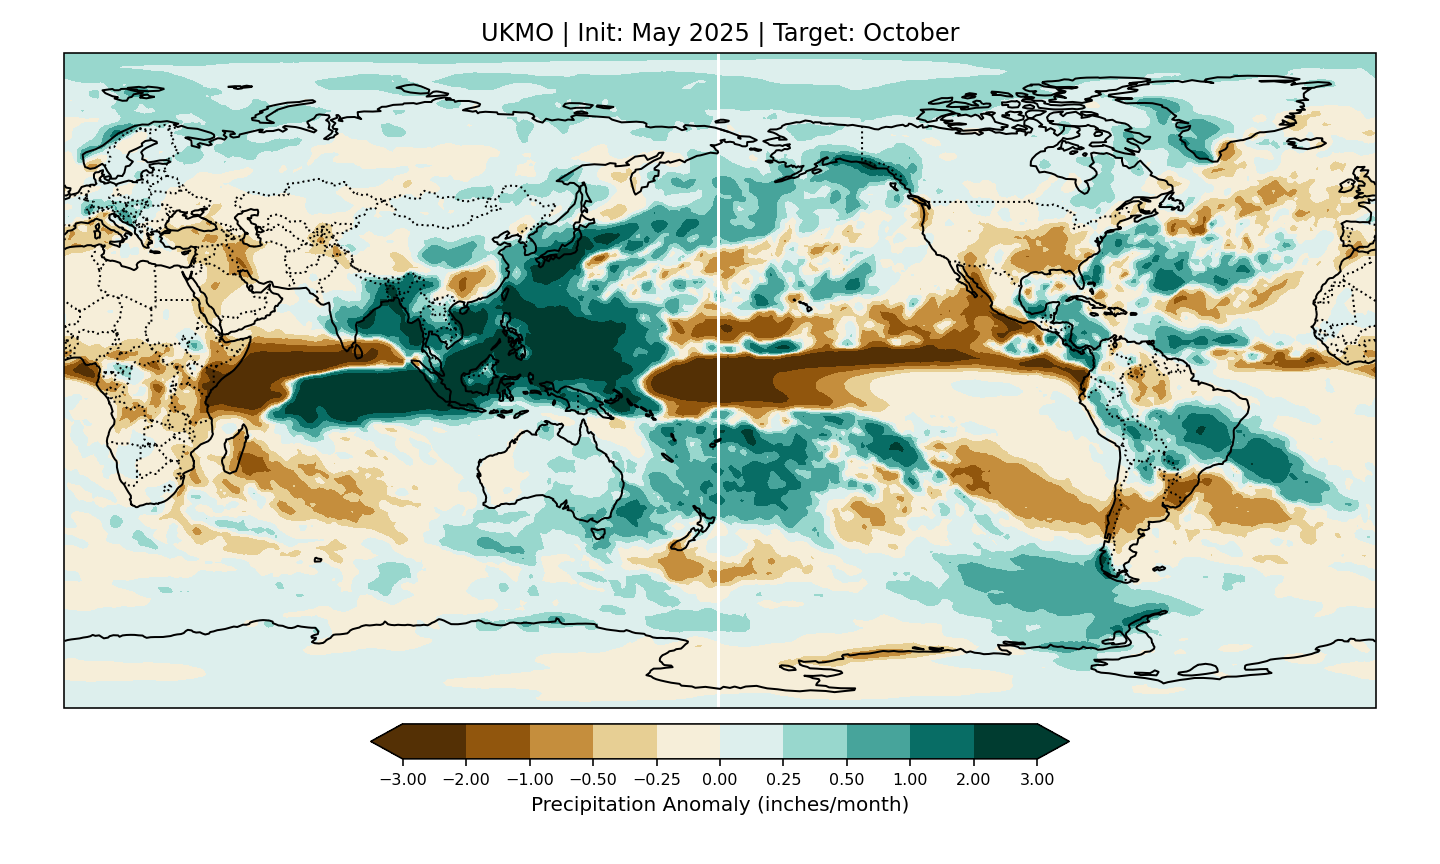 UKMO | Init: May 2025 | Target: October
−3.00 −2.00 −1.00 −0.50 −0.25 0.00 0.25 0.50 1.00 2.00 3.00
Precipitation Anomaly (inches/month)